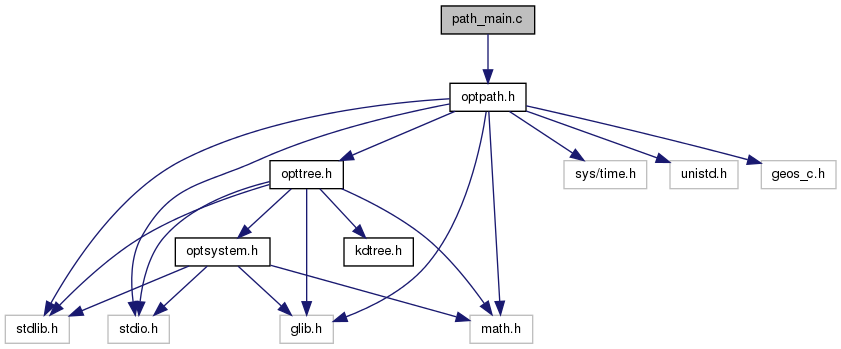 path_main.c
optpath.h
opttree.h
sys/time.h
unistd.h
geos_c.h
optsystem.h
kdtree.h
stdlib.h
stdio.h
glib.h
math.h